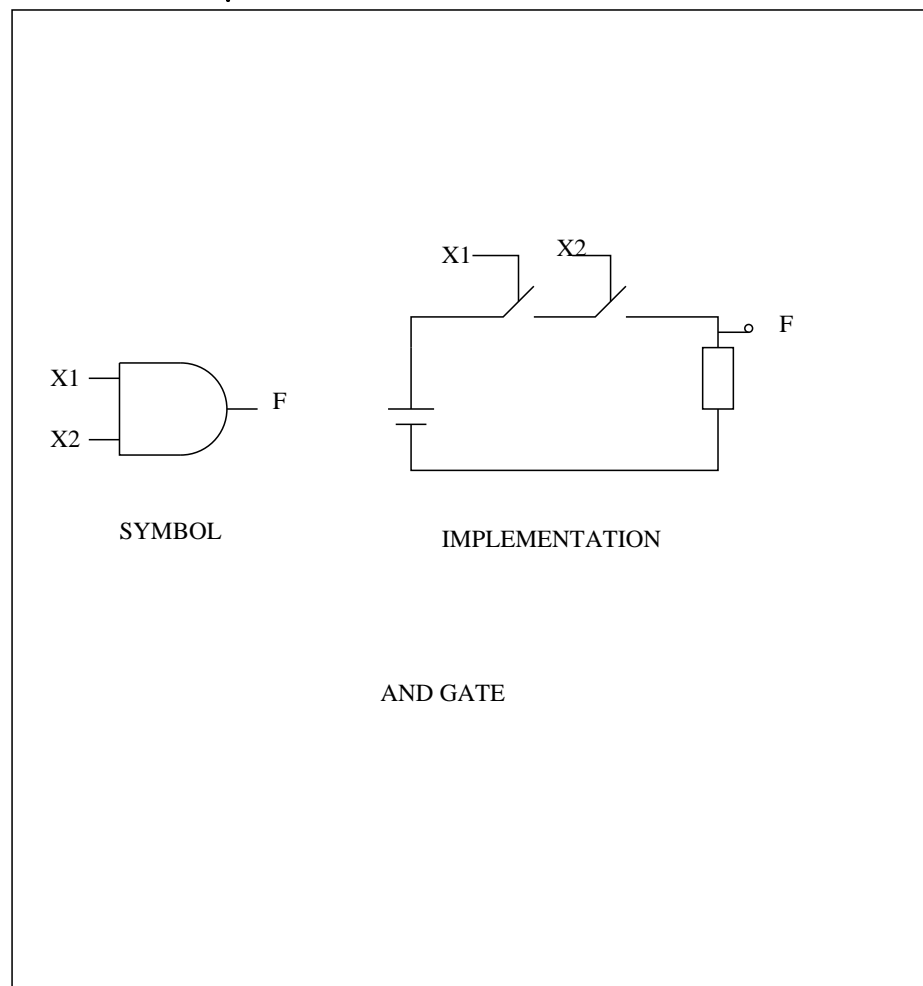 X1
X2
F
X1
X2
F
SYMBOL
IMPLEMENTATION
AND GATE